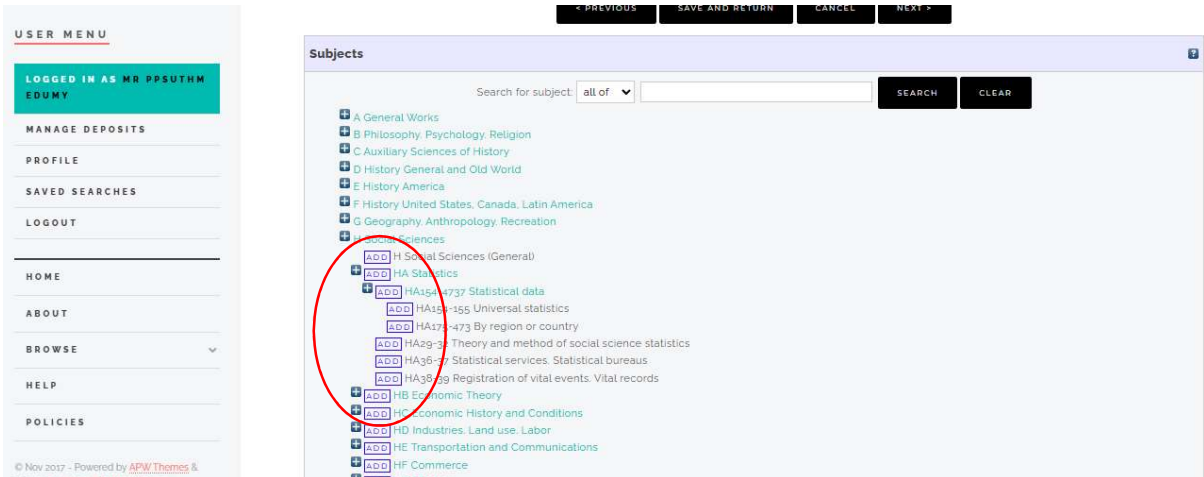 < PREVIOUS SAVE AND RETURN CANCEL NEXT >
USER MENU
LOGGED IN AS MR PPSUTHM
EDUMY
MANAGE DEPOSITS
PROFILE
SAVED SEARCHES
LOGOUT
HOME
ABOUT
BROWSE
HELP
POLICIES
© Nov 2017 - Powered by APW Themes &
Subjects
Search for subject: all of SEARCH CLEAR
A General Works
B Philosophy. Psychology. Religion
C Auxiliary Sciences of History
D History General and Old World
E History America
F History United States, Canada, Latin America
G Geography. Anthropology. Recreation
H Social Sciences
ADD H Social Sciences (General)
ADD HA Statistics
ADD HA154-4737 Statistical data
ADD HA154-155 Universal statistics
ADD HA175-473 By region or country
ADD HA29-32 Theory and method of social science statistics
ADD HA36-37 Statistical services. Statistical bureaus
ADD HA38-39 Registration of vital events. Vital records
ADD HB Economic Theory
ADD HC Economic History and Conditions
ADD HD Industries. Land use. Labor
ADD HE Transportation and Communications
ADD HF Commerce